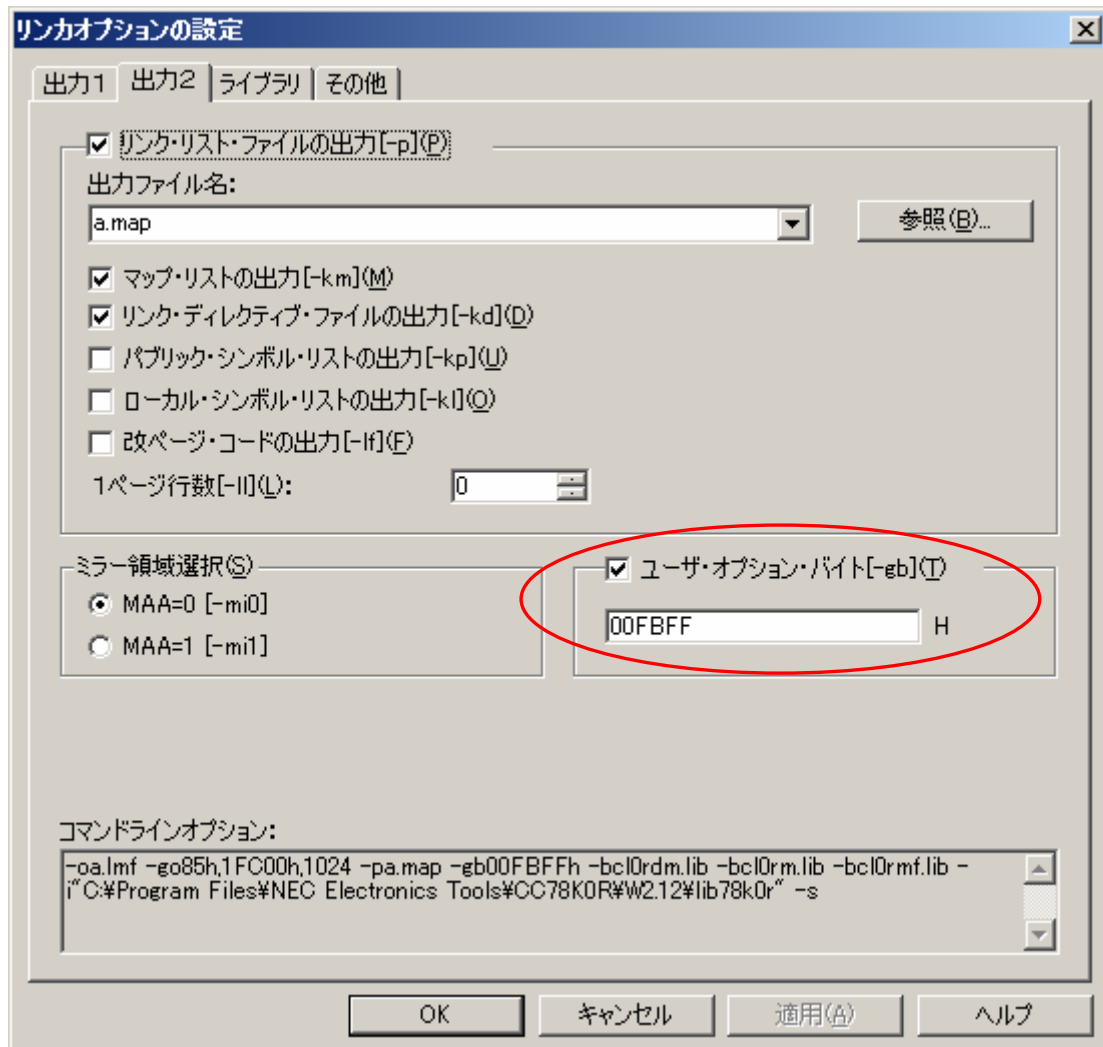 リンカオプションの設定
出力1 出力2 ライブラリ その他
リンク・リスト・ファイルの出力[-p](P)
出力ファイル名:
a.map 参照(B)...
マップ・リストの出力[-km](M)
リンク・ディレクティブ・ファイルの出力[-kd](D)
パブリック・シンボル・リストの出力[-kp](U)
ローカル・シンボル・リストの出力[-kl](O)
改ページ・コードの出力[-lf](F)
1ページ行数[-ll](L): 0
ミラー領域選択(S)
MAA=0 [-mi0]
MAA=1 [-mi1]
ユーザ・オプション・バイト[-gb](T)
00FBFF H
コマンドラインオプション:
-oa.lmf -go85h,1FC00h,1024 -pa.map -gb00FBFFh -bcl0rdm.lib -bcl0rm.lib -bcl0rmf.lib -
i"C:¥Program Files¥NEC Electronics Tools¥CC78K0R¥W2.12¥lib78k0r" -s
OK キャンセル 適用(A) ヘルプ